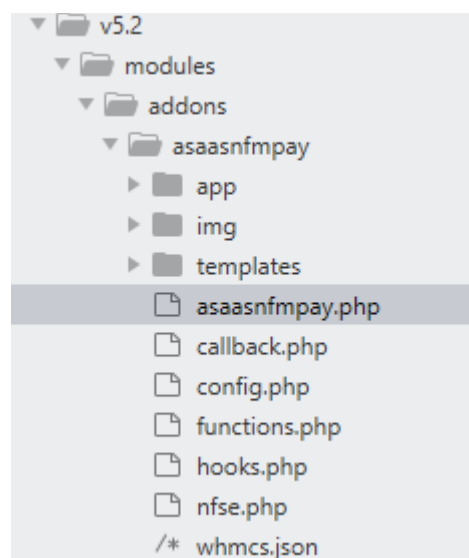 v5.2
modules
addons
asaasnfmpay
app
img
templates
asaasnfmpay.php
callback.php
config.php
functions.php
hooks.php
nfse.php
/* whmcs.json